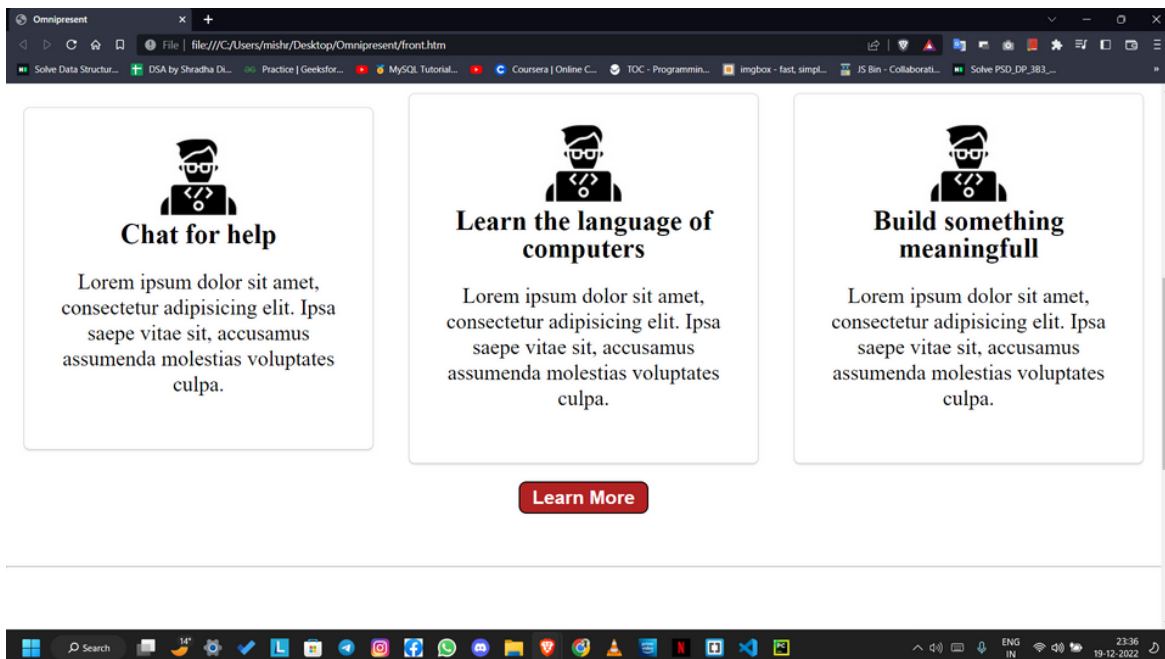 Omnipresent
File | file:///C:/Users/mishr/Desktop/Omnipresent/front.htm
Solve Data Structur... DSA by Shradha Di... Practice | Geeksfor... MySQL Tutorial... Coursera | Online C... TOC - Programmin... imgbox - fast, simpl... JS Bin - Collaborati... Solve PSD_DP_3B3_...
Chat for help
Lorem ipsum dolor sit amet,
consectetur adipisicing elit. Ipsa
saepe vitae sit, accusamus
assumenda molestias voluptates
culpa.
Learn the language of
computers
Lorem ipsum dolor sit amet,
consectetur adipisicing elit. Ipsa
saepe vitae sit, accusamus
assumenda molestias voluptates
culpa.
Build something
meaningfull
Lorem ipsum dolor sit amet,
consectetur adipisicing elit. Ipsa
saepe vitae sit, accusamus
assumenda molestias voluptates
culpa.
Learn More
Search
14°
ENG
IN
23:36
19-12-2022